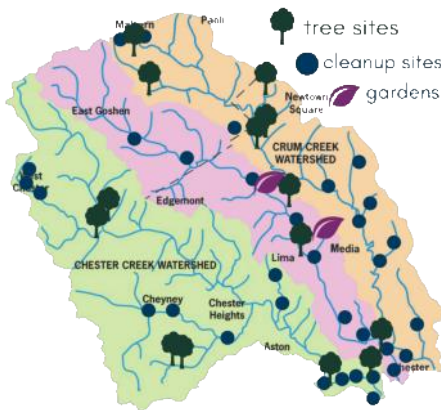 Paoli
tree sites
cleanup sites
gardens
Newtown
Square
East Goshen
CRUM CREEK
WATERSHED
Edgemont
Media
Lima
CHESTER CREEK WATERSHED
Cheyney
Chester
Heights
Aston